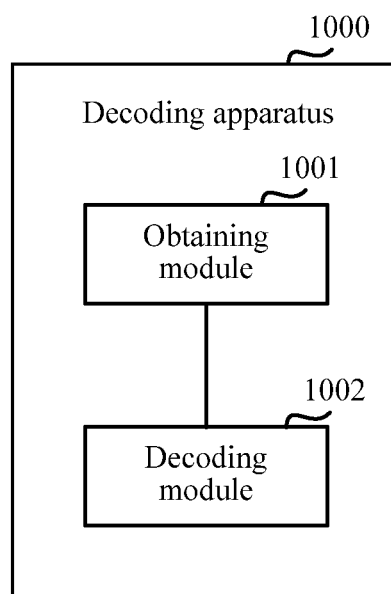 1000
Decoding apparatus
1001
Obtaining
module
1002
Decoding
module